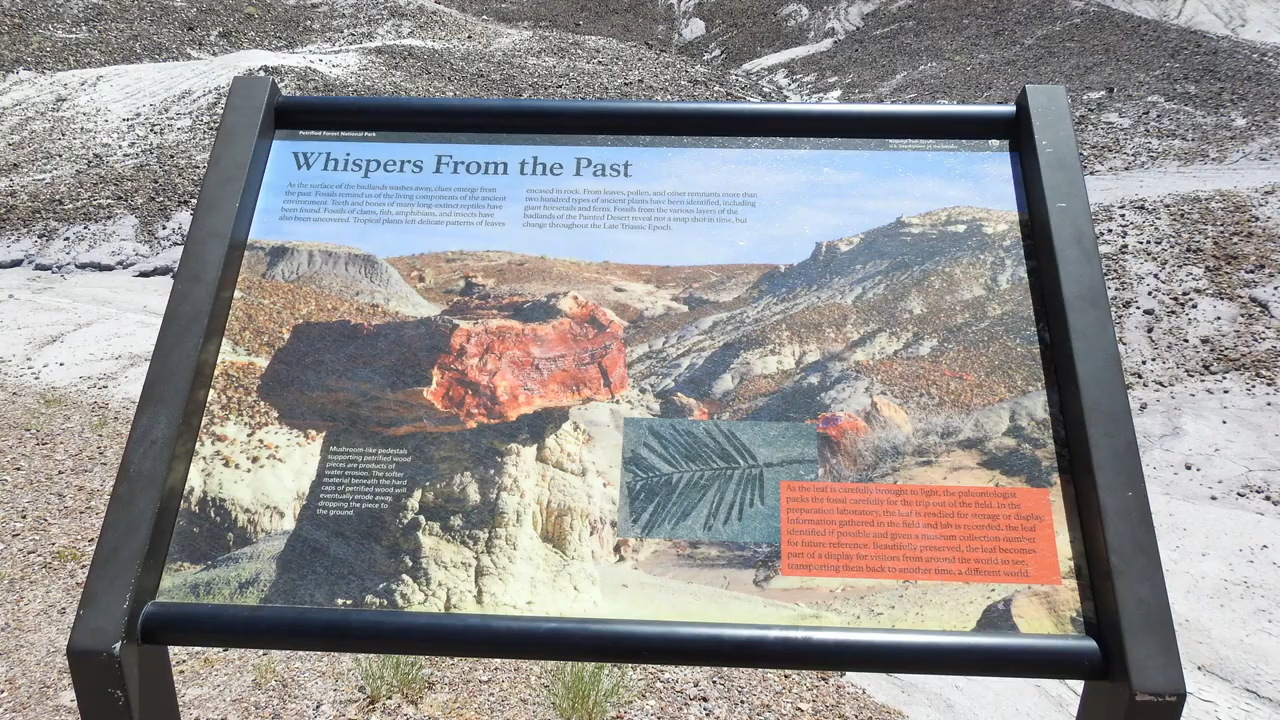 Petrified Forest National Park
National Park Service
U.S. Department of the Interior
Whispers From the Past
As the surface of the badlands washes away, clues emerge from
the past. Fossils remind us of the living components of the ancient
environment. Teeth and bones of many long-extinct reptiles have
been found. Fossils of clams, fish, amphibians, and insects have
also been uncovered. Tropical plants left delicate patterns of leaves
encased in rock. From leaves, pollen, and other remnants more than
two hundred types of ancient plants have been identified, including
giant horsetails and ferns. Fossils from the various layers of the
badlands of the Painted Desert reveal not a snap shot in time, but
change throughout the Late Triassic Epoch.
Mushroom-like pedestals
supporting petrified wood
pieces are products of
water erosion. The softer
material beneath the hard
caps of petrified wood will
eventually erode away,
dropping the piece to
the ground.
As the leaf is carefully brought to light, the paleontologist
packs the fossil carefully for the trip out of the field. In the
preparation laboratory, the leaf is readied for storage or display.
Information gathered in the field and lab is recorded, the leaf
identified if possible and given a museum collection number
for future reference. Beautifully preserved, the leaf becomes
part of a display for visitors from around the world to see,
transporting them back to another time, a different world.